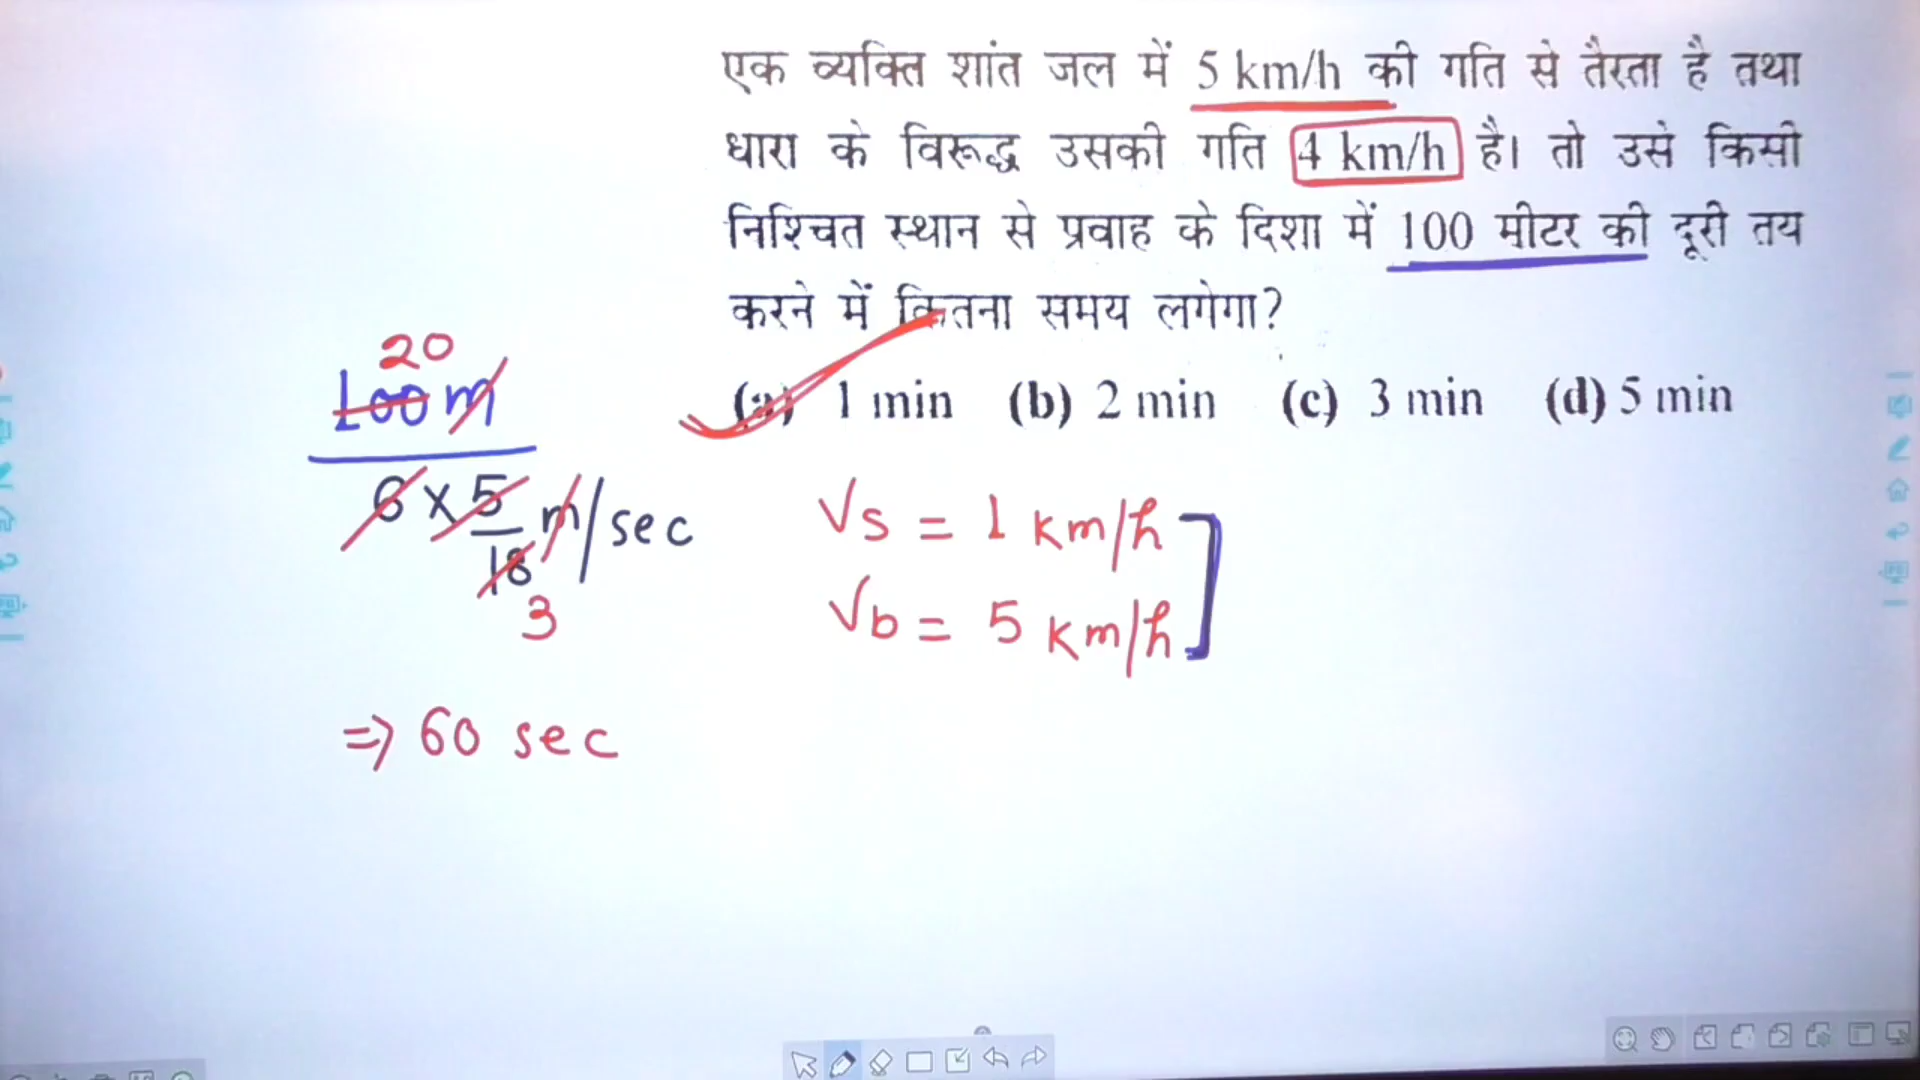 एक व्यक्ति शांत जल में 5 km/h की गति से तैरता है तथा
धारा के विरूद्ध उसकी गति 4 km/h है। तो उसे किसी
निश्चित स्थान से प्रवाह के दिशा में 100 मीटर की दूरी तय
करने में कितना समय लगेगा?
(a) 1 min (b) 2 min (c) 3 min (d) 5 min
20
100 m
6 x 5 m/sec
18
3
⇒ 60 sec
Vs = 1 km/h
Vb = 5 km/h